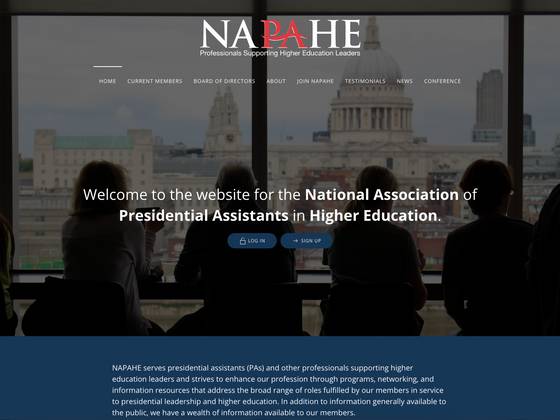 NAPAHE
Professionals Supporting Higher Education Leaders
HOME CURRENT MEMBERS BOARD OF DIRECTORS ABOUT JOIN NAPAHE TESTIMONIALS NEWS CONFERENCE
Welcome to the website for the National Association of
Presidential Assistants in Higher Education.
LOG IN SIGN UP
NAPAHE serves presidential assistants (PAs) and other professionals supporting higher
education leaders and strives to enhance our profession through programs, networking, and
information resources that address the broad range of roles fulfilled by our members in service
to presidential leadership and higher education. In addition to information generally available to
the public, we have a wealth of information available to our members.